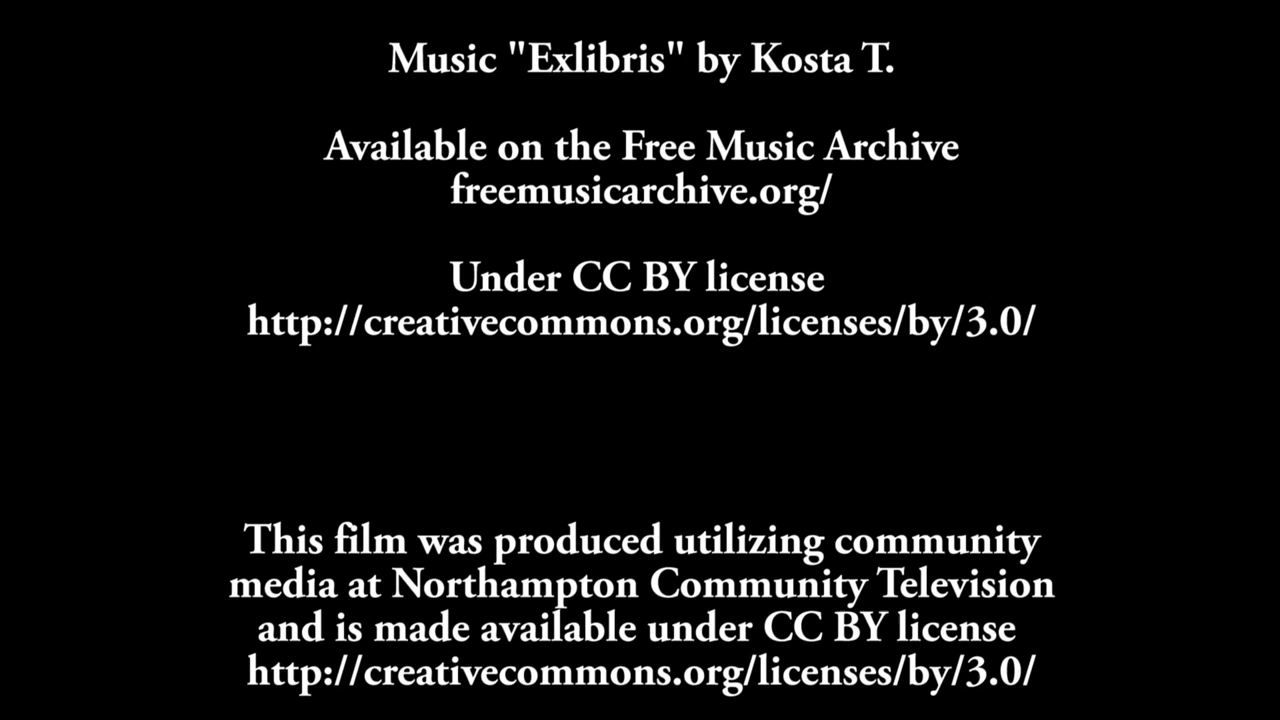 Music "Exlibris" by Kosta T.
Available on the Free Music Archive
freemusicarchive.org/
Under CC BY license
http://creativecommons.org/licenses/by/3.0/
This film was produced utilizing community
media at Northampton Community Television
and is made available under CC BY license
http://creativecommons.org/licenses/by/3.0/